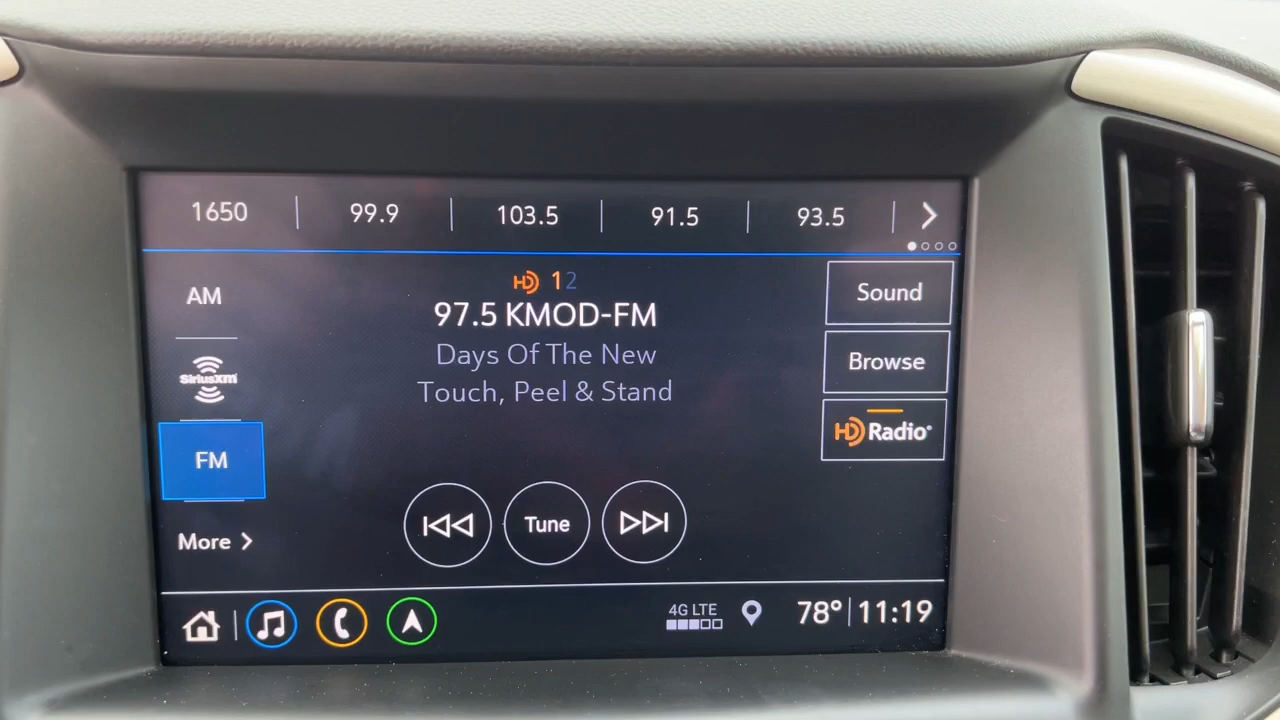 1650 99.9 103.5 91.5 93.5
AM
SiriusXM
FM
More
HD 1 2
97.5 KMOD-FM
Days Of The New
Touch, Peel & Stand
Tune
Sound
Browse
HD Radio
4G LTE
78° 11:19